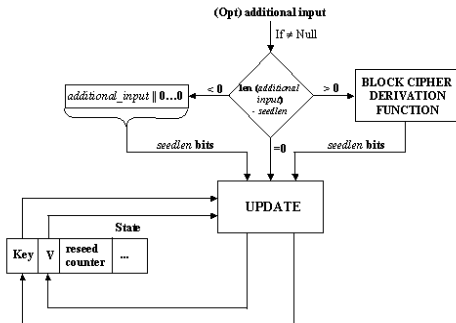 (Opt) additional input
If ≠ Null
< 0
len (additional
input)
- seedlen
> 0
additional_input || 0...0
BLOCK CIPHER
DERIVATION
FUNCTION
seedlen bits
=0
seedlen bits
UPDATE
State
Key
V
reseed
counter
...